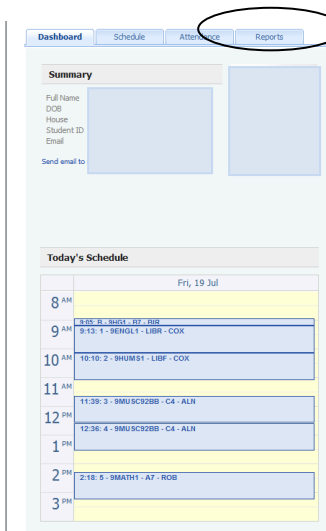 Dashboard Schedule Attendance Reports
Summary
Full Name
DOB
House
Student ID
Email
Send email to
Today's Schedule
Fri, 19 Jul
8 AM
9:05: B - 9HG1 - B7 - BIR
9 AM
9:13: 1 - 9ENGL1 - LIBR - COX
10 AM
10:10: 2 - 9HUMS1 - LIBF - COX
11 AM
11:39: 3 - 9MUSC92BB - C4 - ALN
12 PM
12:36: 4 - 9MUSC92BB - C4 - ALN
1 PM
2 PM
2:18: 5 - 9MATH1 - A7 - ROB
3 PM